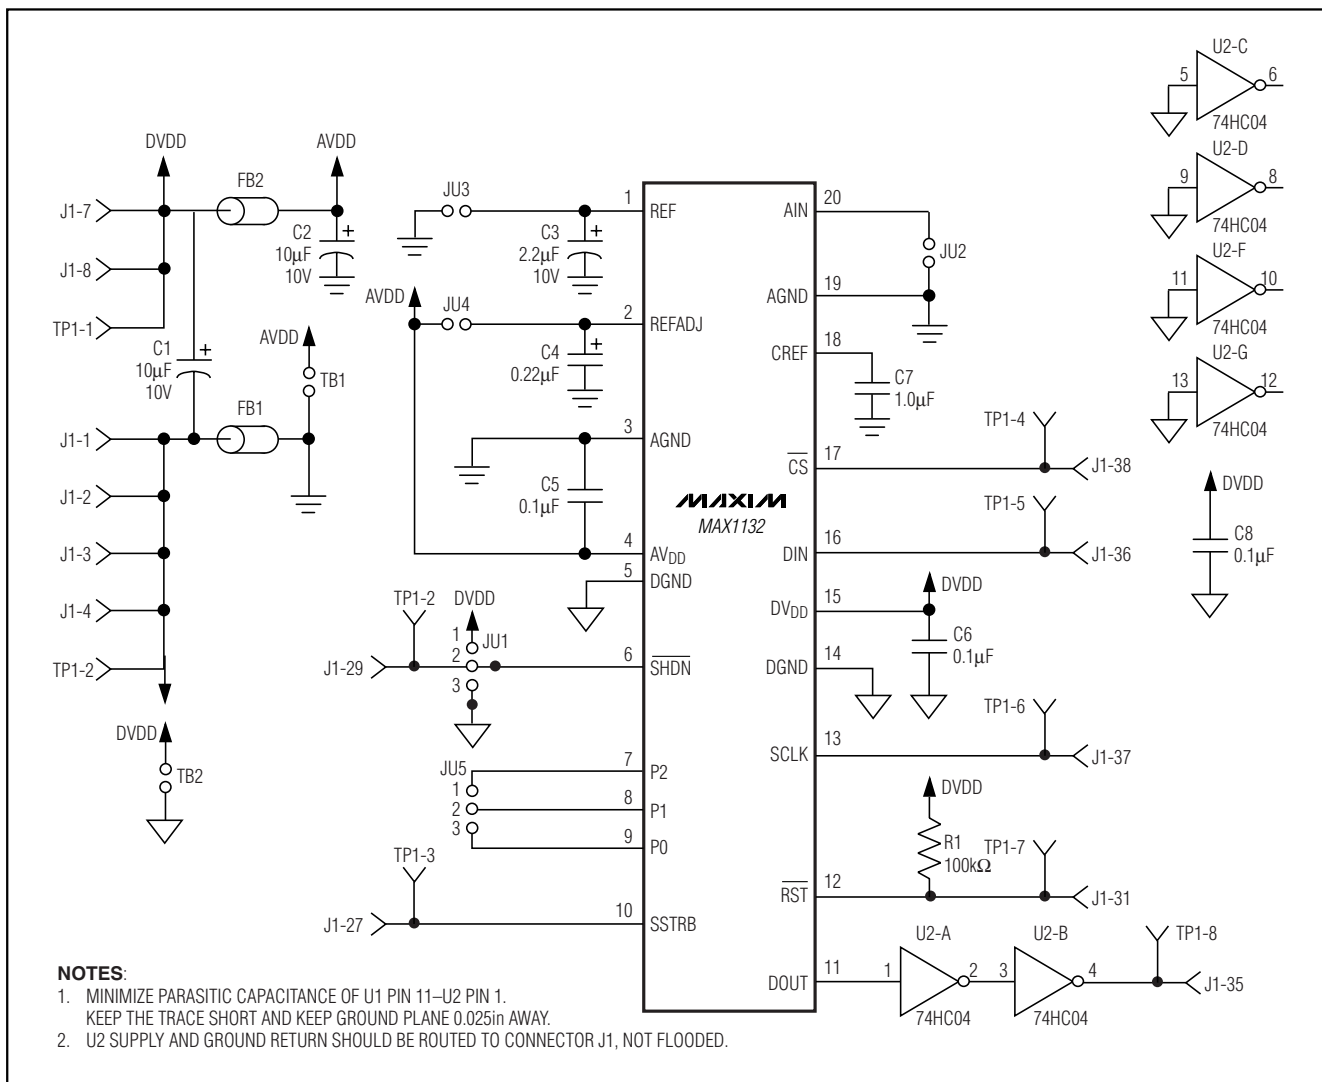 U2-C
5
6
74HC04
U2-D
9
8
74HC04
U2-F
11
10
74HC04
U2-G
13
12
74HC04
DVDD
C8
0.1µF
DVDD
AVDD
FB2
J1-7
J1-8
TP1-1
C2
10µF
10V
+
C1
10µF
10V
+
AVDD
TB1
FB1
J1-1
J1-2
J1-3
J1-4
TP1-2
DVDD
TB2
JU3
C3
2.2µF
10V
+
AVDD
JU4
C4
0.22µF
+
C5
0.1µF
TP1-2
DVDD
1
2
3
JU1
J1-29
JU5
1
2
3
TP1-3
J1-27
1
REF
2
REFADJ
3
AGND
4
AVDD
5
DGND
6
SHDN
7
P2
8
P1
9
P0
10
SSTRB
MAXIM
MAX1132
20
AIN
JU2
19
AGND
18
CREF
C7
1.0µF
TP1-4
17
CS
J1-38
TP1-5
16
DIN
J1-36
DVDD
15
DVDD
C6
0.1µF
14
DGND
TP1-6
13
SCLK
J1-37
DVDD
R1
100kΩ
TP1-7
12
RST
J1-31
U2-A
U2-B
TP1-8
11
DOUT
1
2
3
4
J1-35
74HC04
74HC04
NOTES:
1. MINIMIZE PARASITIC CAPACITANCE OF U1 PIN 11–U2 PIN 1.
KEEP THE TRACE SHORT AND KEEP GROUND PLANE 0.025in AWAY.
2. U2 SUPPLY AND GROUND RETURN SHOULD BE ROUTED TO CONNECTOR J1, NOT FLOODED.